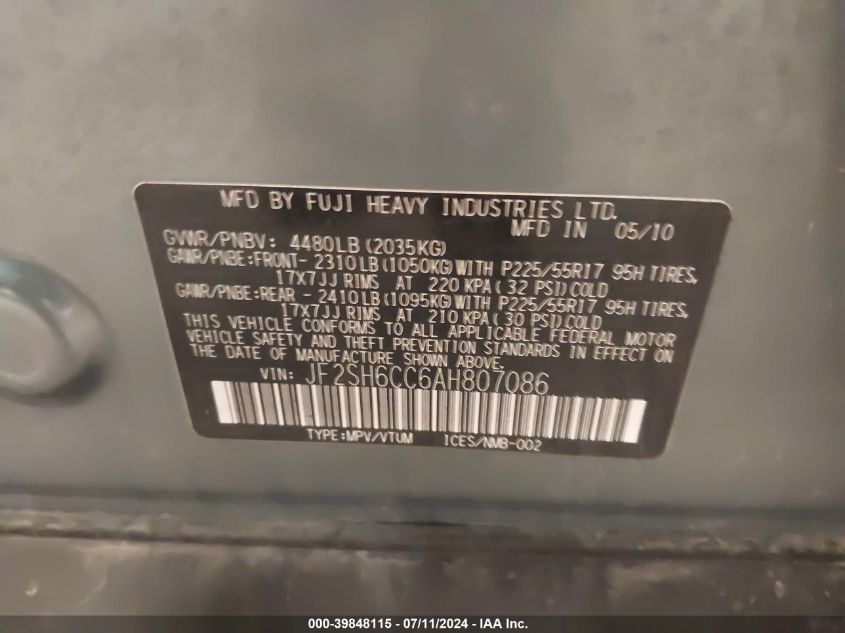 MFD BY FUJI HEAVY INDUSTRIES LTD.
MFD IN 05/10
GVWR/PNBV: 4480LB(2035KG)
GAWR/PNBE:FRONT- 2310LB(1050KG)WITH P225/55R17 95H TIRES,
17X7JJ RIMS AT 220 KPA(32 PSI)COLD
GAWR/PNBE:REAR - 2410LB(1095KG)WITH P225/55R17 95H TIRES,
17X7JJ RIMS AT 210 KPA(30 PSI)COLD
THIS VEHICLE CONFORMS TO ALL APPLICABLE FEDERAL MOTOR
VEHICLE SAFETY AND THEFT PREVENTION STANDARDS IN EFFECT ON
THE DATE OF MANUFACTURE SHOWN ABOVE.
VIN: JF2SH6CC6AH807086
TYPE:MPV/VTUM ICES/NMB-002
000-39848115 - 07/11/2024 - IAA Inc.